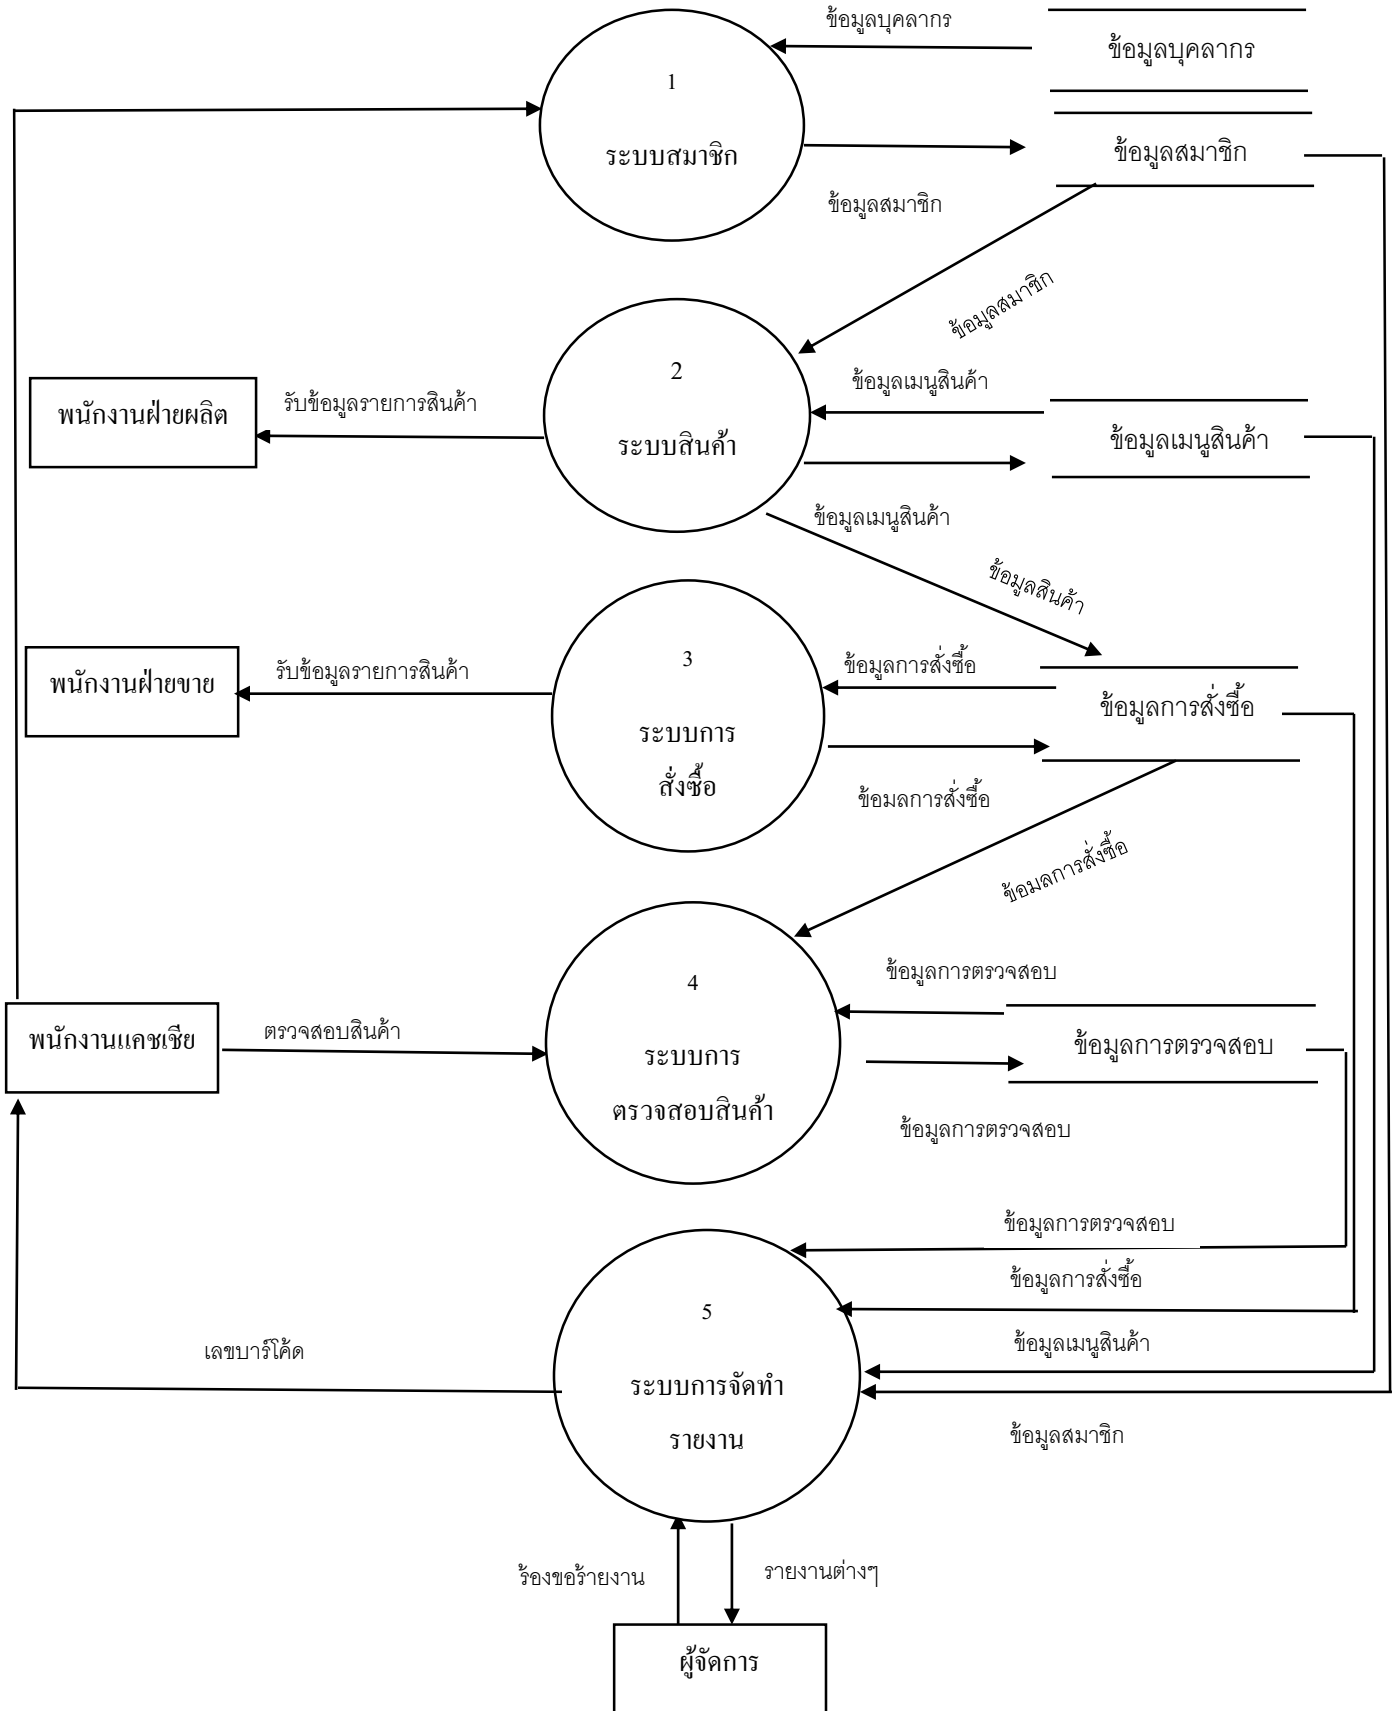 ข้อมูลบุคลากร
ข้อมูลบุคลากร
1
ระบบสมาชิก
ข้อมูลสมาชิก
ข้อมูลสมาชิก
ข้อมูลสมาชิก
2
ระบบสินค้า
ข้อมูลเมนูสินค้า
รับข้อมูลรายการสินค้า
พนักงานฝ่ายผลิต
ข้อมูลเมนูสินค้า
ข้อมูลเมนูสินค้า
ข้อมูลสินค้า
3
ระบบการ
สั่งซื้อ
ข้อมูลการสั่งซื้อ
รับข้อมูลรายการสินค้า
พนักงานฝ่ายขาย
ข้อมูลการสั่งซื้อ
ข้อมลการสั่งซื้อ
ข้อมลการสั่งซื้อ
ข้อมูลการตรวจสอบ
4
ระบบการ
ตรวจสอบสินค้า
พนักงานแคชเชีย
ตรวจสอบสินค้า
ข้อมูลการตรวจสอบ
ข้อมูลการตรวจสอบ
ข้อมูลการตรวจสอบ
ข้อมูลการสั่งซื้อ
5
ระบบการจัดทำ
รายงาน
ข้อมูลเมนูสินค้า
เลขบาร์โค้ด
ข้อมูลสมาชิก
ร้องขอร้ายงาน
รายงานต่างๆ
ผู้จัดการ